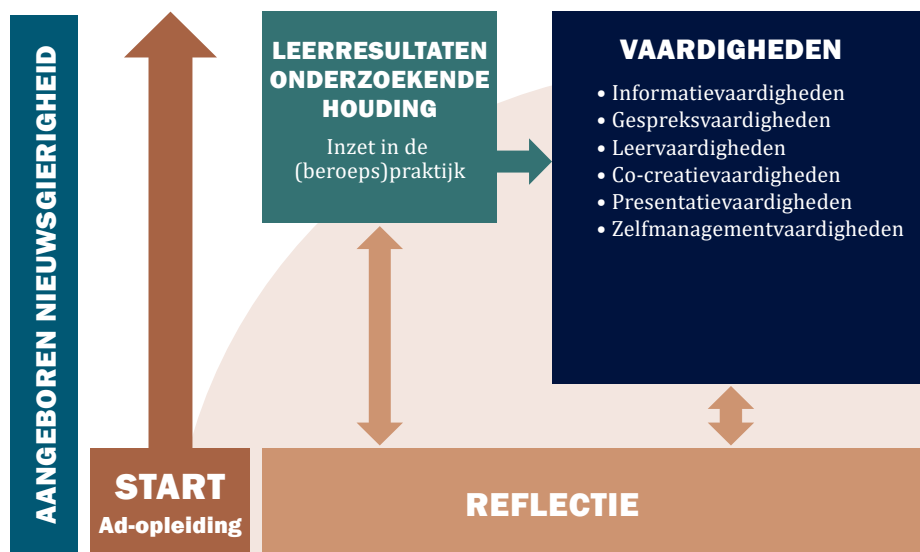 AANGEBOREN NIEUWSGIERIGHEID
LEERRESULTATEN
ONDERZOEKENDE
HOUDING
Inzet in de
(beroeps)praktijk
VAARDIGHEDEN
• Informatievaardigheden
• Gespreksvaardigheden
• Leervaardigheden
• Co-creatievaardigheden
• Presentatievaardigheden
• Zelfmanagementvaardigheden
START
Ad-opleiding
REFLECTIE